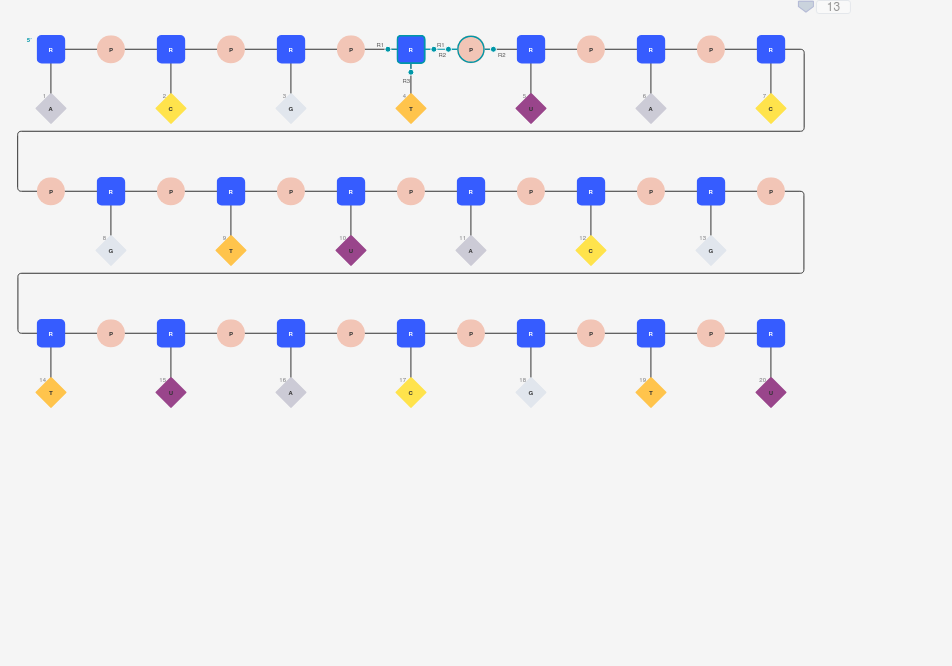 13
5'
R P R P R P R1 R R1 R2 P R2 R P R P R
R3
1 2 3 4 5 6 7
A C G T U A C
P R P R P R P R P R P R P
8 9 10 11 12 13
G T U A C G
R P R P R P R P R P R P R
14 15 16 17 18 19 20
T U A C G T U